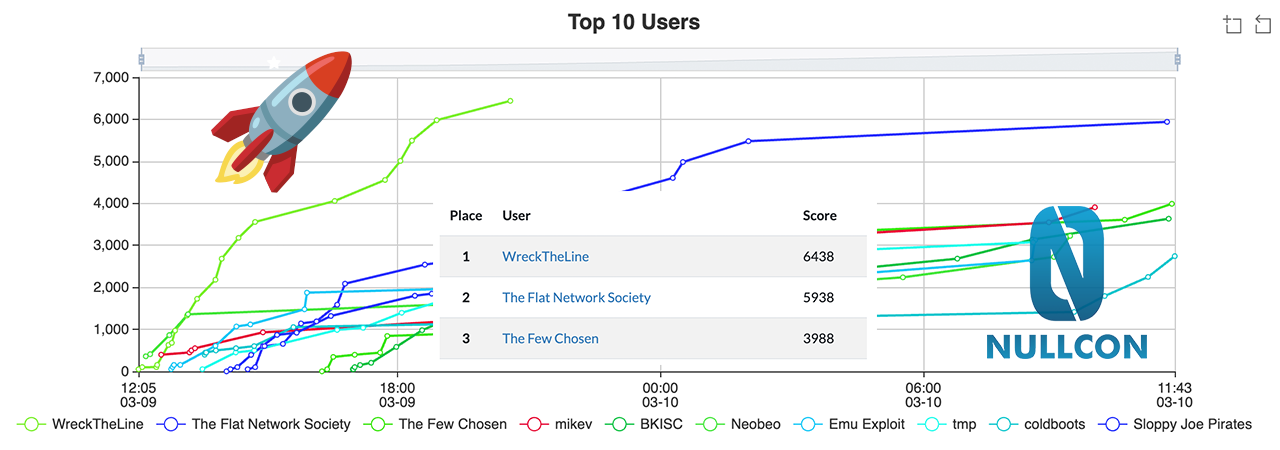 Top 10 Users
7,000
6,000
5,000
4,000
3,000
2,000
1,000
0
Place User Score
1 WreckTheLine 6438
2 The Flat Network Society 5938
3 The Few Chosen 3988
NULLCON
12:05 18:00 00:00 06:00 11:43
03-09 03-09 03-10 03-10 03-10
WreckTheLine The Flat Network Society The Few Chosen mikev BKISC Neobeo Emu Exploit tmp coldboots Sloppy Joe Pirates